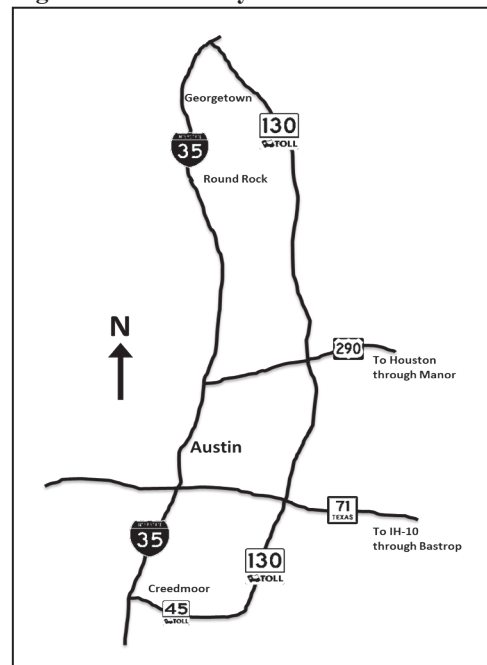 Georgetown
130
TOLL
35
Round Rock
N
290
To Houston
through Manor
Austin
71
TEXAS
To IH-10
through Bastrop
35
130
TOLL
Creedmoor
45
TOLL